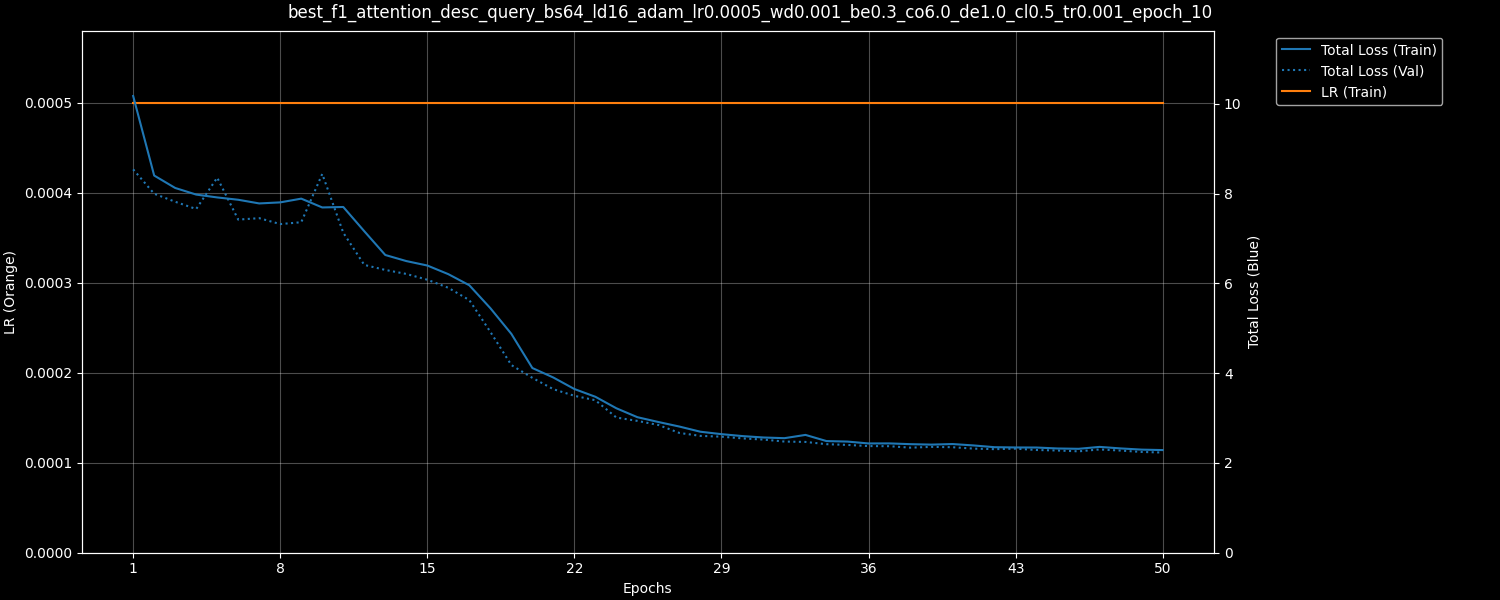 best_f1_attention_desc_query_bs64_ld16_adam_lr0.0005_wd0.001_be0.3_co6.0_de1.0_cl0.5_tr0.001_epoch_10
Total Loss (Train)
Total Loss (Val)
LR (Train)
LR (Orange)
0.0005
0.0004
0.0003
0.0002
0.0001
0.0000
10
8
6
4
2
0
Total Loss (Blue)
1 8 15 22 29 36 43 50
Epochs